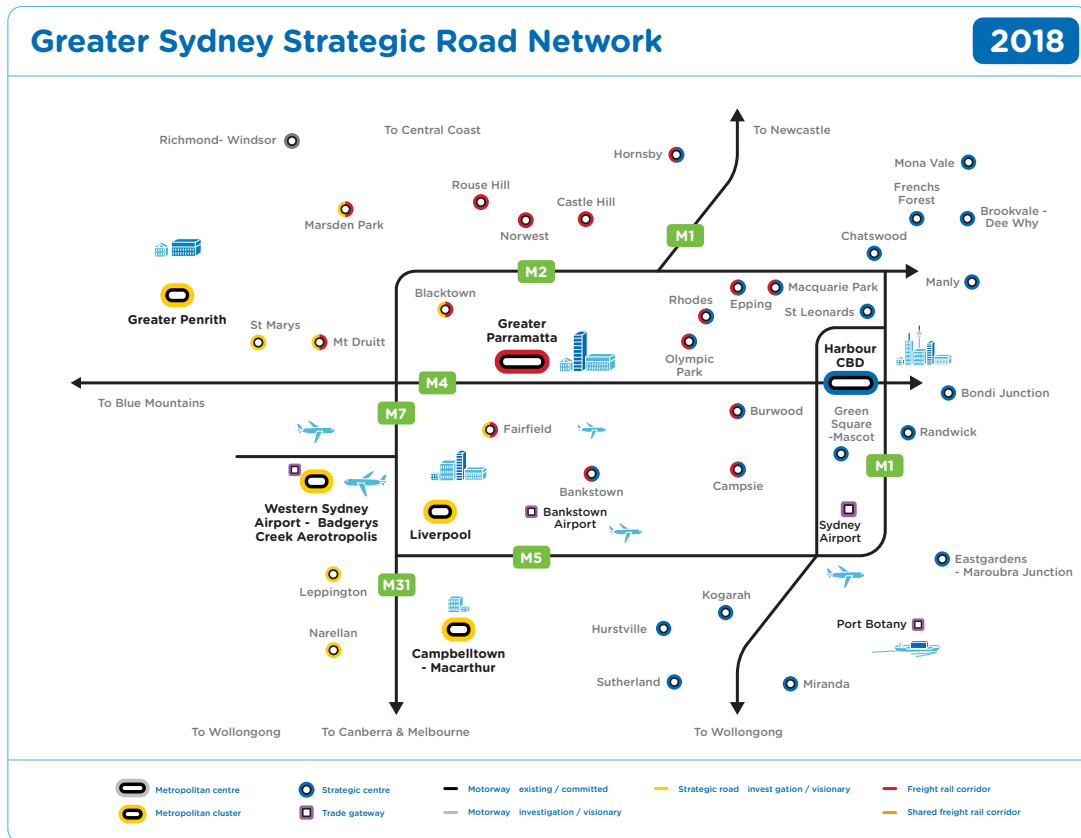 Greater Sydney Strategic Road Network
2018
To Central Coast
To Newcastle
Richmond- Windsor
Hornsby
Mona Vale
Rouse Hill
Castle Hill
Frenchs
Forest
Marsden Park
Norwest
M1
Brookvale -
Dee Why
Chatswood
M2
Manly
Blacktown
Rhodes
Epping
Macquarie Park
Greater Penrith
St Marys
Mt Druitt
Greater
Parramatta
St Leonards
Olympic
Park
Harbour
CBD
M4
To Blue Mountains
Bondi Junction
M7
Burwood
Green
Square
-Mascot
Fairfield
Randwick
M1
Bankstown
Campsie
Western Sydney
Airport - Badgerys
Creek Aerotropolis
Liverpool
Bankstown
Airport
Sydney
Airport
M5
Eastgardens
- Maroubra Junction
M31
Leppington
Kogarah
Narellan
Hurstville
Port Botany
Campbelltown
- Macarthur
Sutherland
Miranda
To Wollongong
To Canberra & Melbourne
To Wollongong
Metropolitan centre
Strategic centre
Motorway existing / committed
Strategic road invest gation / visionary
Freight rail corridor
Metropolitan cluster
Trade gateway
Motorway investigation / visionary
Shared freight rail corridor